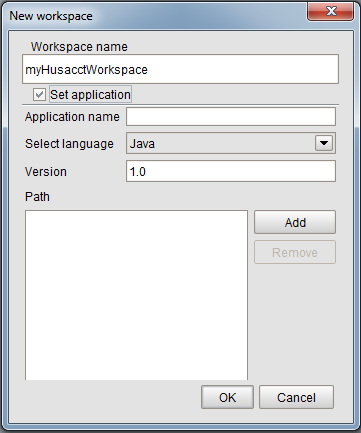 New workspace
Workspace name
myHusacctWorkspace
Set application
Application name
Select language Java
Version 1.0
Path
Add
Remove
OK Cancel